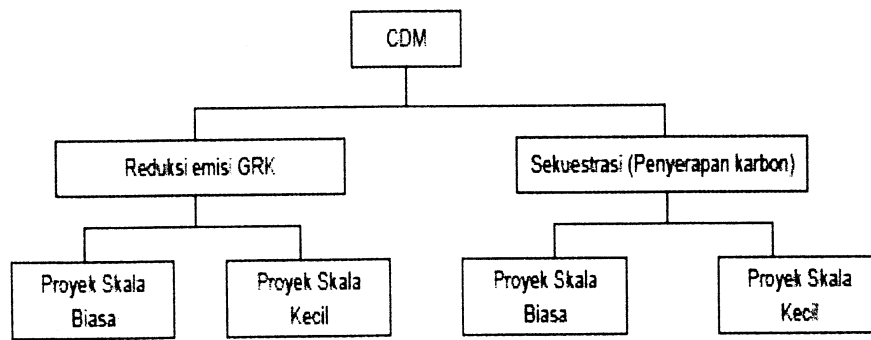 CDM
Reduksi emisi GRK
Sekuestrasi (Penyerapan karbon)
Proyek Skala
Biasa
Proyek Skala
Kecil
Proyek Skala
Biasa
Proyek Skala
Kecil